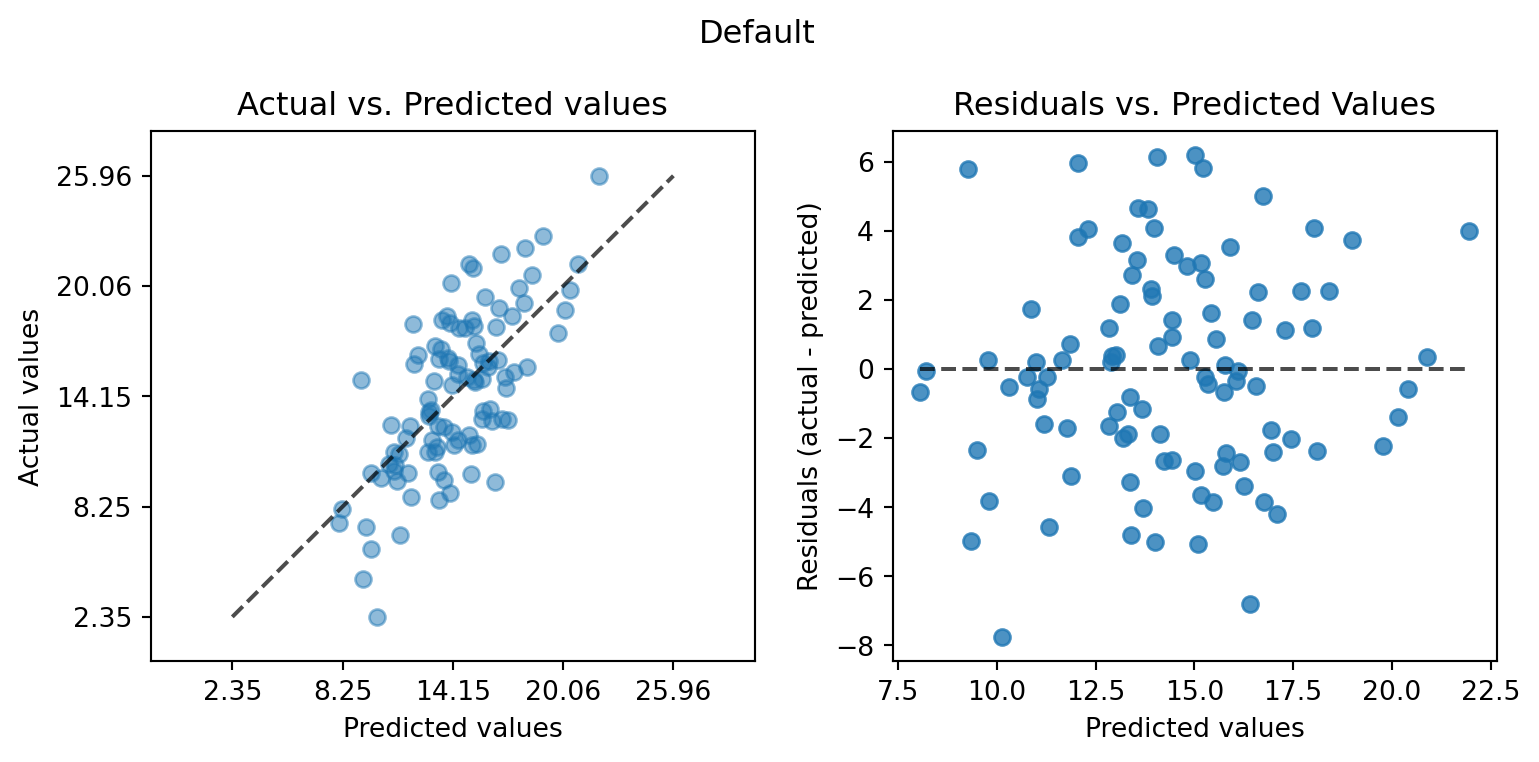 Default
Actual vs. Predicted values
Actual values
25.96
20.06
14.15
8.25
2.35
2.35 8.25 14.15 20.06 25.96
Predicted values
Residuals vs. Predicted Values
Residuals (actual - predicted)
6
4
2
0
−2
−4
−6
−8
7.5 10.0 12.5 15.0 17.5 20.0 22.5
Predicted values